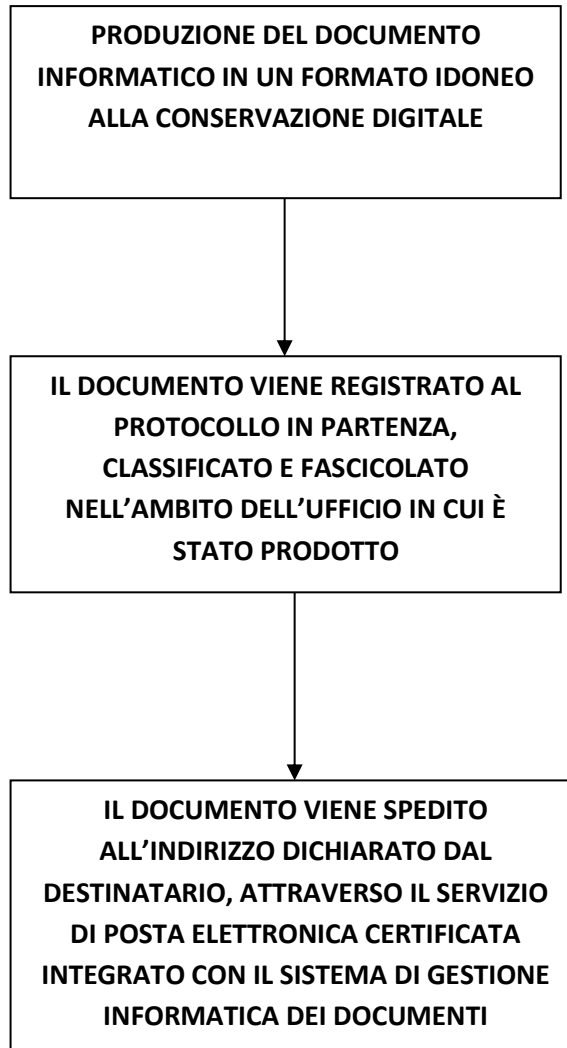 PRODUZIONE DEL DOCUMENTO
INFORMATICO IN UN FORMATO IDONEO
ALLA CONSERVAZIONE DIGITALE
IL DOCUMENTO VIENE REGISTRATO AL
PROTOCOLLO IN PARTENZA,
CLASSIFICATO E FASCICOLATO
NELL’AMBITO DELL’UFFICIO IN CUI È
STATO PRODOTTO
IL DOCUMENTO VIENE SPEDITO
ALL’INDIRIZZO DICHIARATO DAL
DESTINATARIO, ATTRAVERSO IL SERVIZIO
DI POSTA ELETTRONICA CERTIFICATA
INTEGRATO CON IL SISTEMA DI GESTIONE
INFORMATICA DEI DOCUMENTI